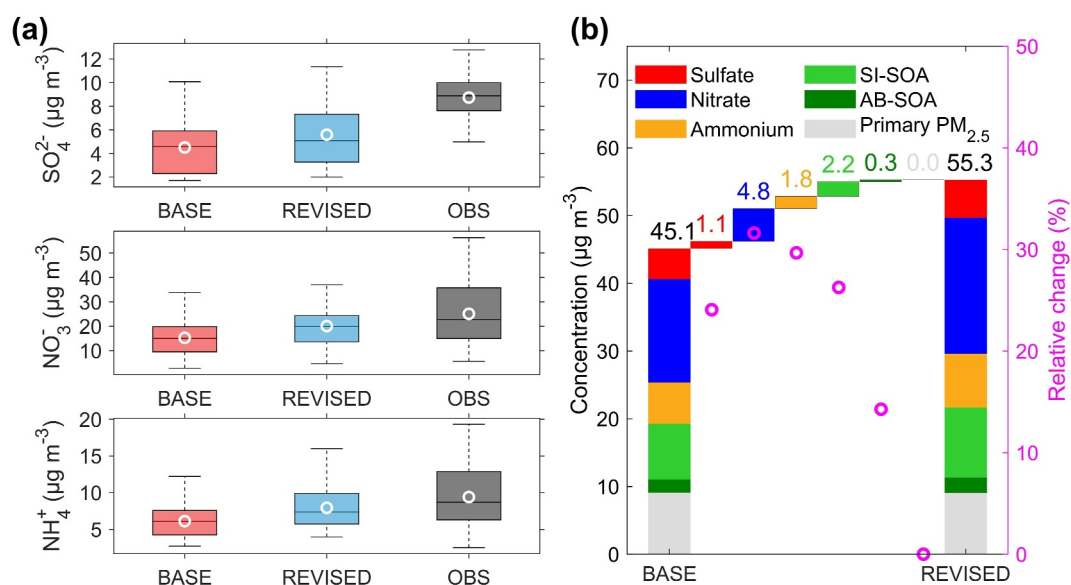 (a)
SO₄²⁻ (µg m⁻³)
12
10
8
6
4
2
BASE REVISED OBS
NO₃⁻ (µg m⁻³)
50
40
30
20
10
BASE REVISED OBS
NH₄⁺ (µg m⁻³)
20
15
10
5
BASE REVISED OBS
(b)
Concentration (µg m⁻³)
70
60
50
40
30
20
10
0
Sulfate SI-SOA
Nitrate AB-SOA
Ammonium Primary PM₂.₅
45.1 1.1 4.8 1.8 2.2 0.3 0.0 55.3
BASE REVISED
50
40
30
20
10
0
Relative change (%)